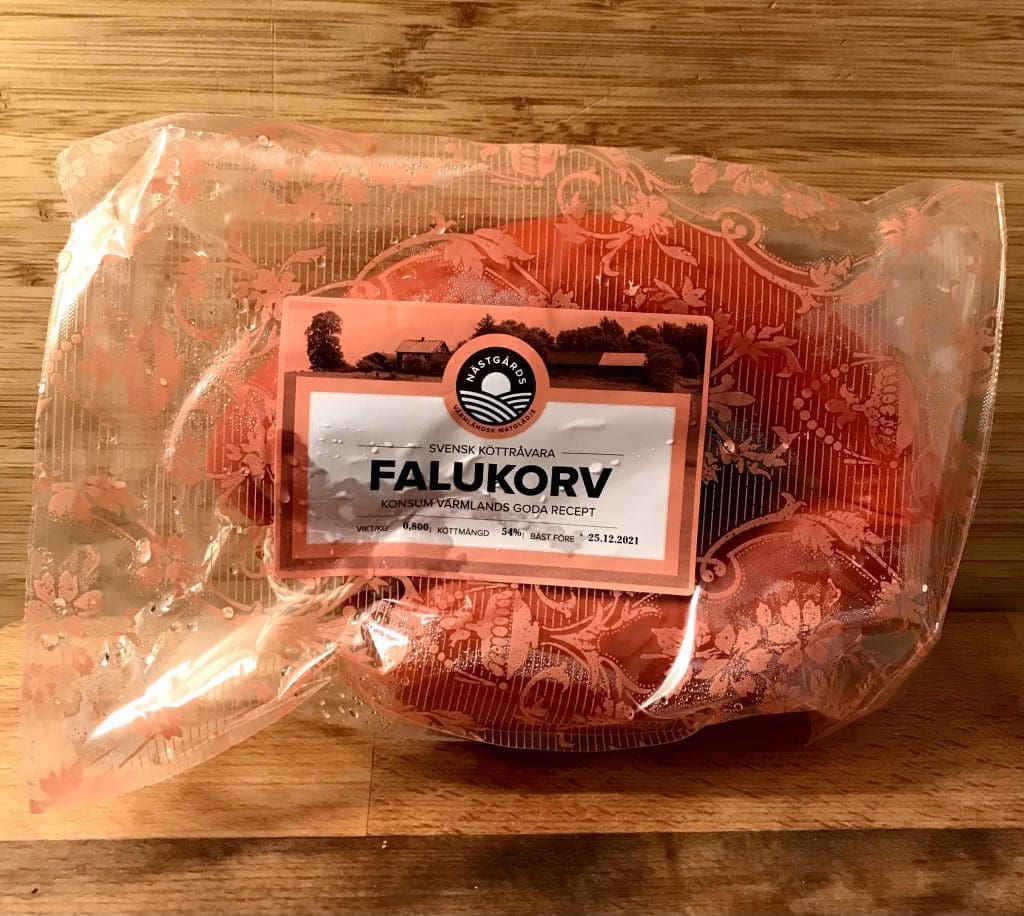 NÄSTGÅRDS
VÄRMLÄNDSK MATGLÄDJE
SVENSK KÖTTRÅVARA
FALUKORV
KONSUM VÄRMLANDS GODA RECEPT
VIKT/KG 0,800 | KÖTTMÄNGD 54% | BÄST FÖRE 25.12.2021